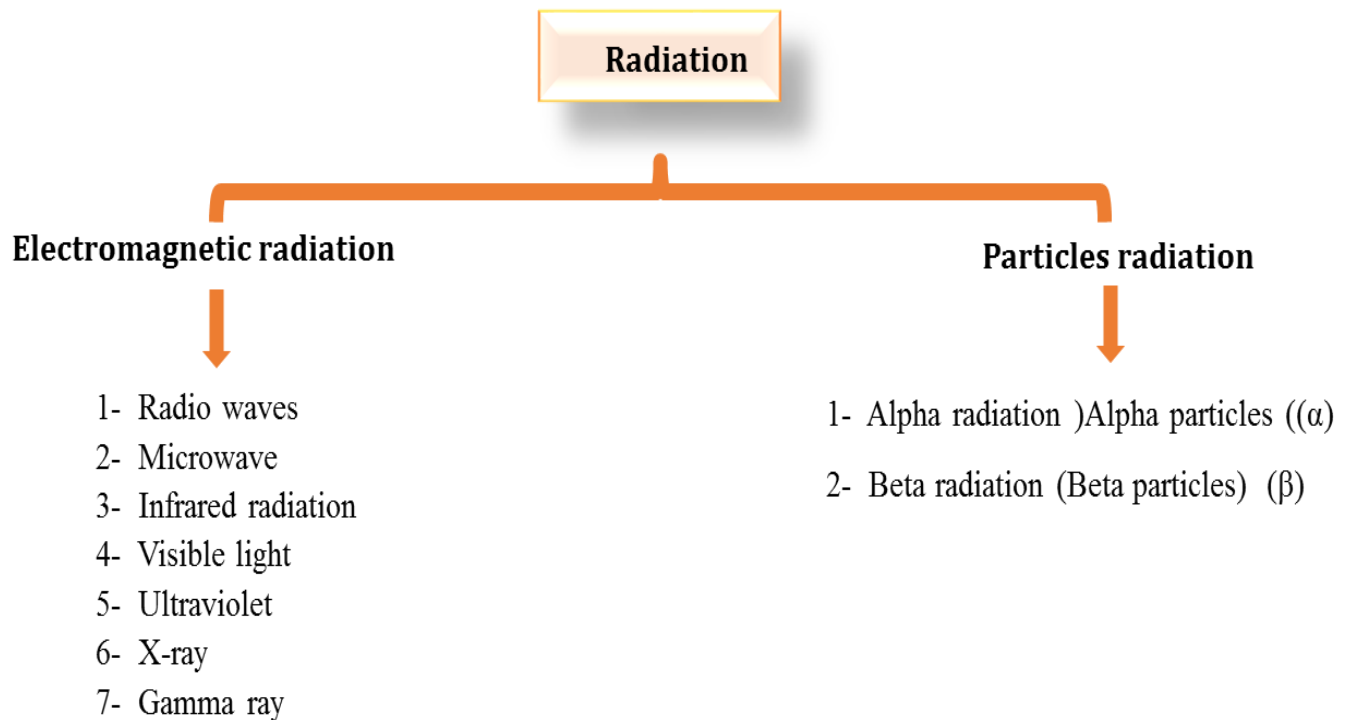 Radiation
Electromagnetic radiation
1- Radio waves
2- Microwave
3- Infrared radiation
4- Visible light
5- Ultraviolet
6- X-ray
7- Gamma ray
Particles radiation
1- Alpha radiation )Alpha particles ((α)
2- Beta radiation (Beta particles) (β)